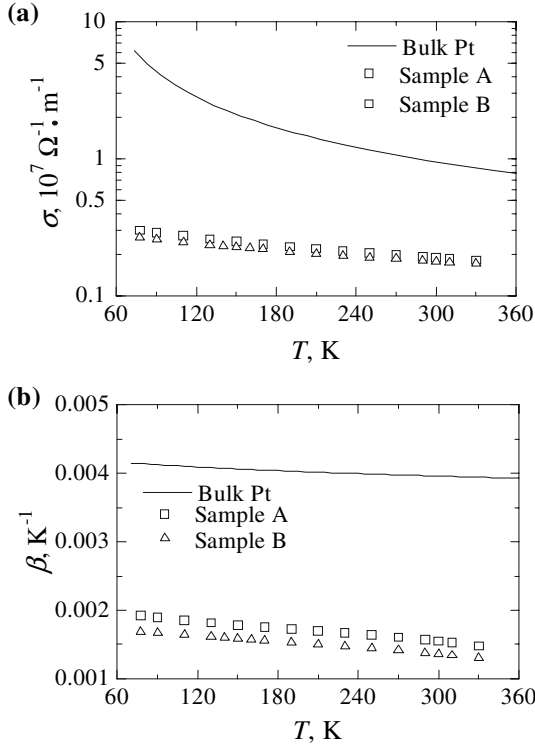 (a)
10
5
1
0.5
0.1
σ, 10⁷ Ω⁻¹•m⁻¹
Bulk Pt
Sample A
Sample B
60 120 180 240 300 360
T, K
(b)
0.005
0.004
0.003
0.002
0.001
β, K⁻¹
Bulk Pt
Sample A
Sample B
60 120 180 240 300 360
T, K